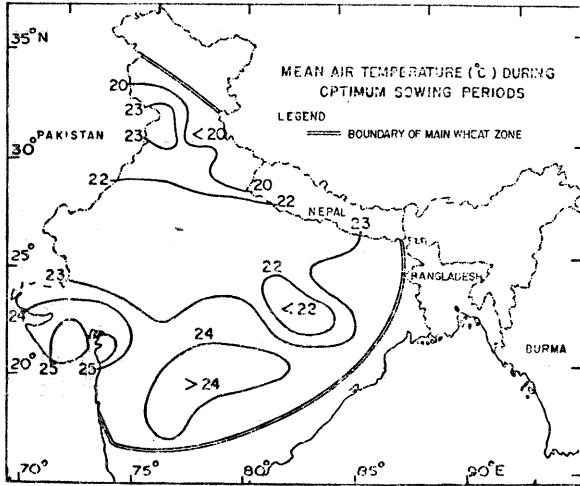 35°N
MEAN AIR TEMPERATURE (°C) DURING
OPTIMUM SOWING PERIODS
LEGEND
BOUNDARY OF MAIN WHEAT ZONE
20
23
PAKISTAN
23
<20
30°
22
20
22
NEPAL
23
25°
23
22
BANGLADESH
<22
24
24
25
25
20°
>24
BURMA
70°
75°
80°
95°
90°E